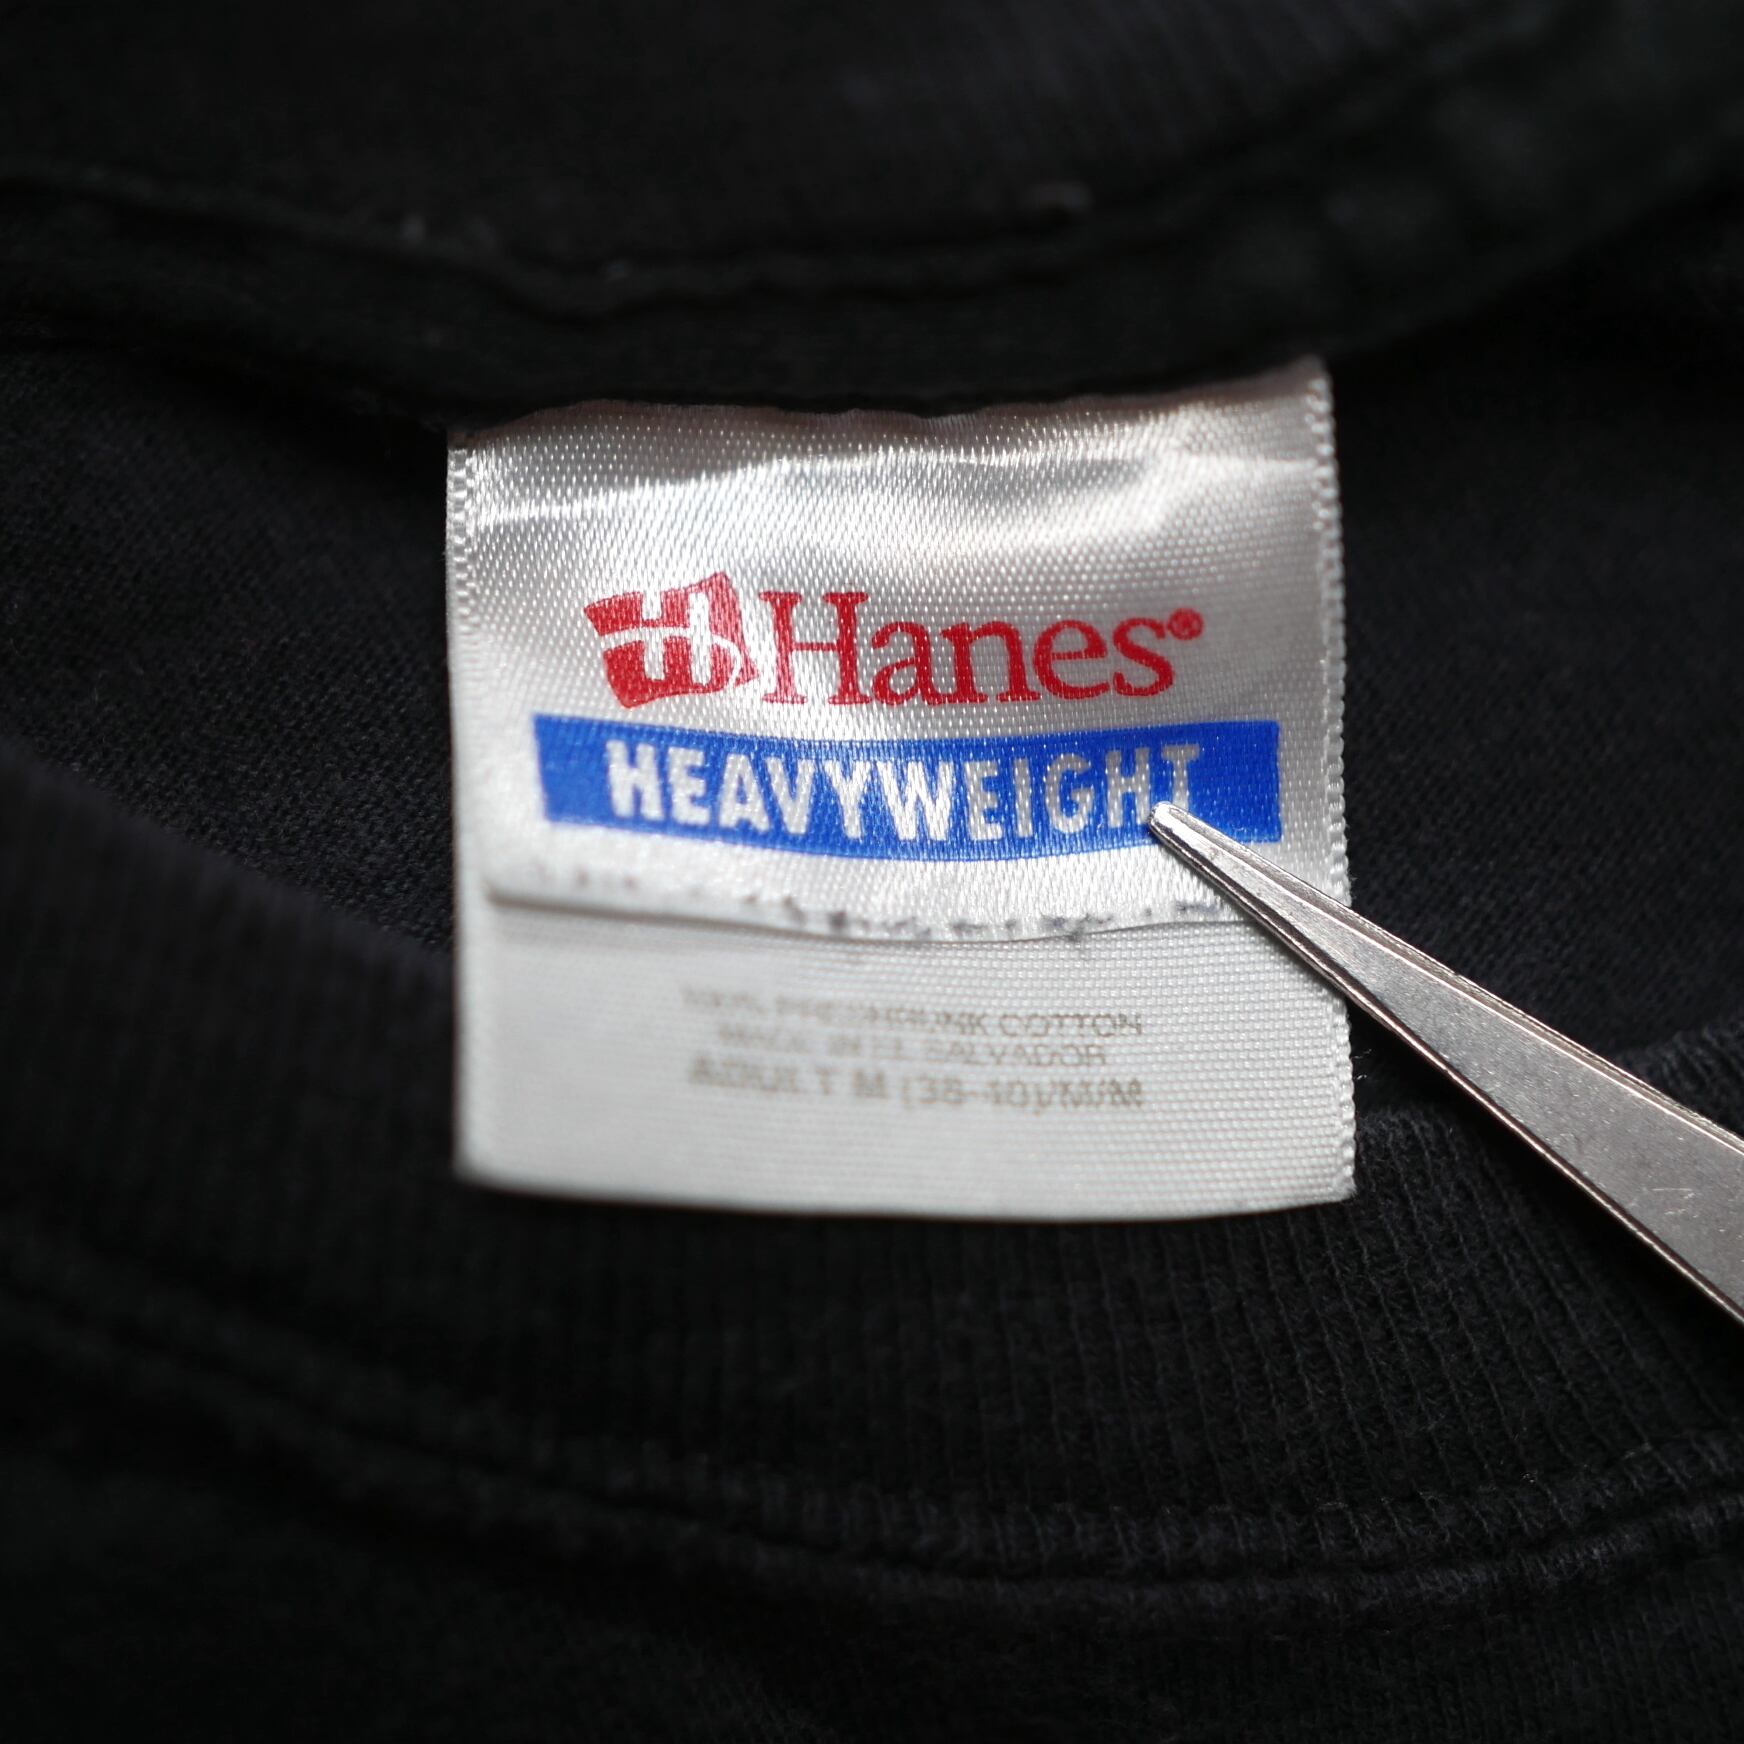 Hanes®
HEAVYWEIGHT
100% PRESHRUNK COTTON
MADE IN EL SALVADOR
ADULT M (38-40)/M/M